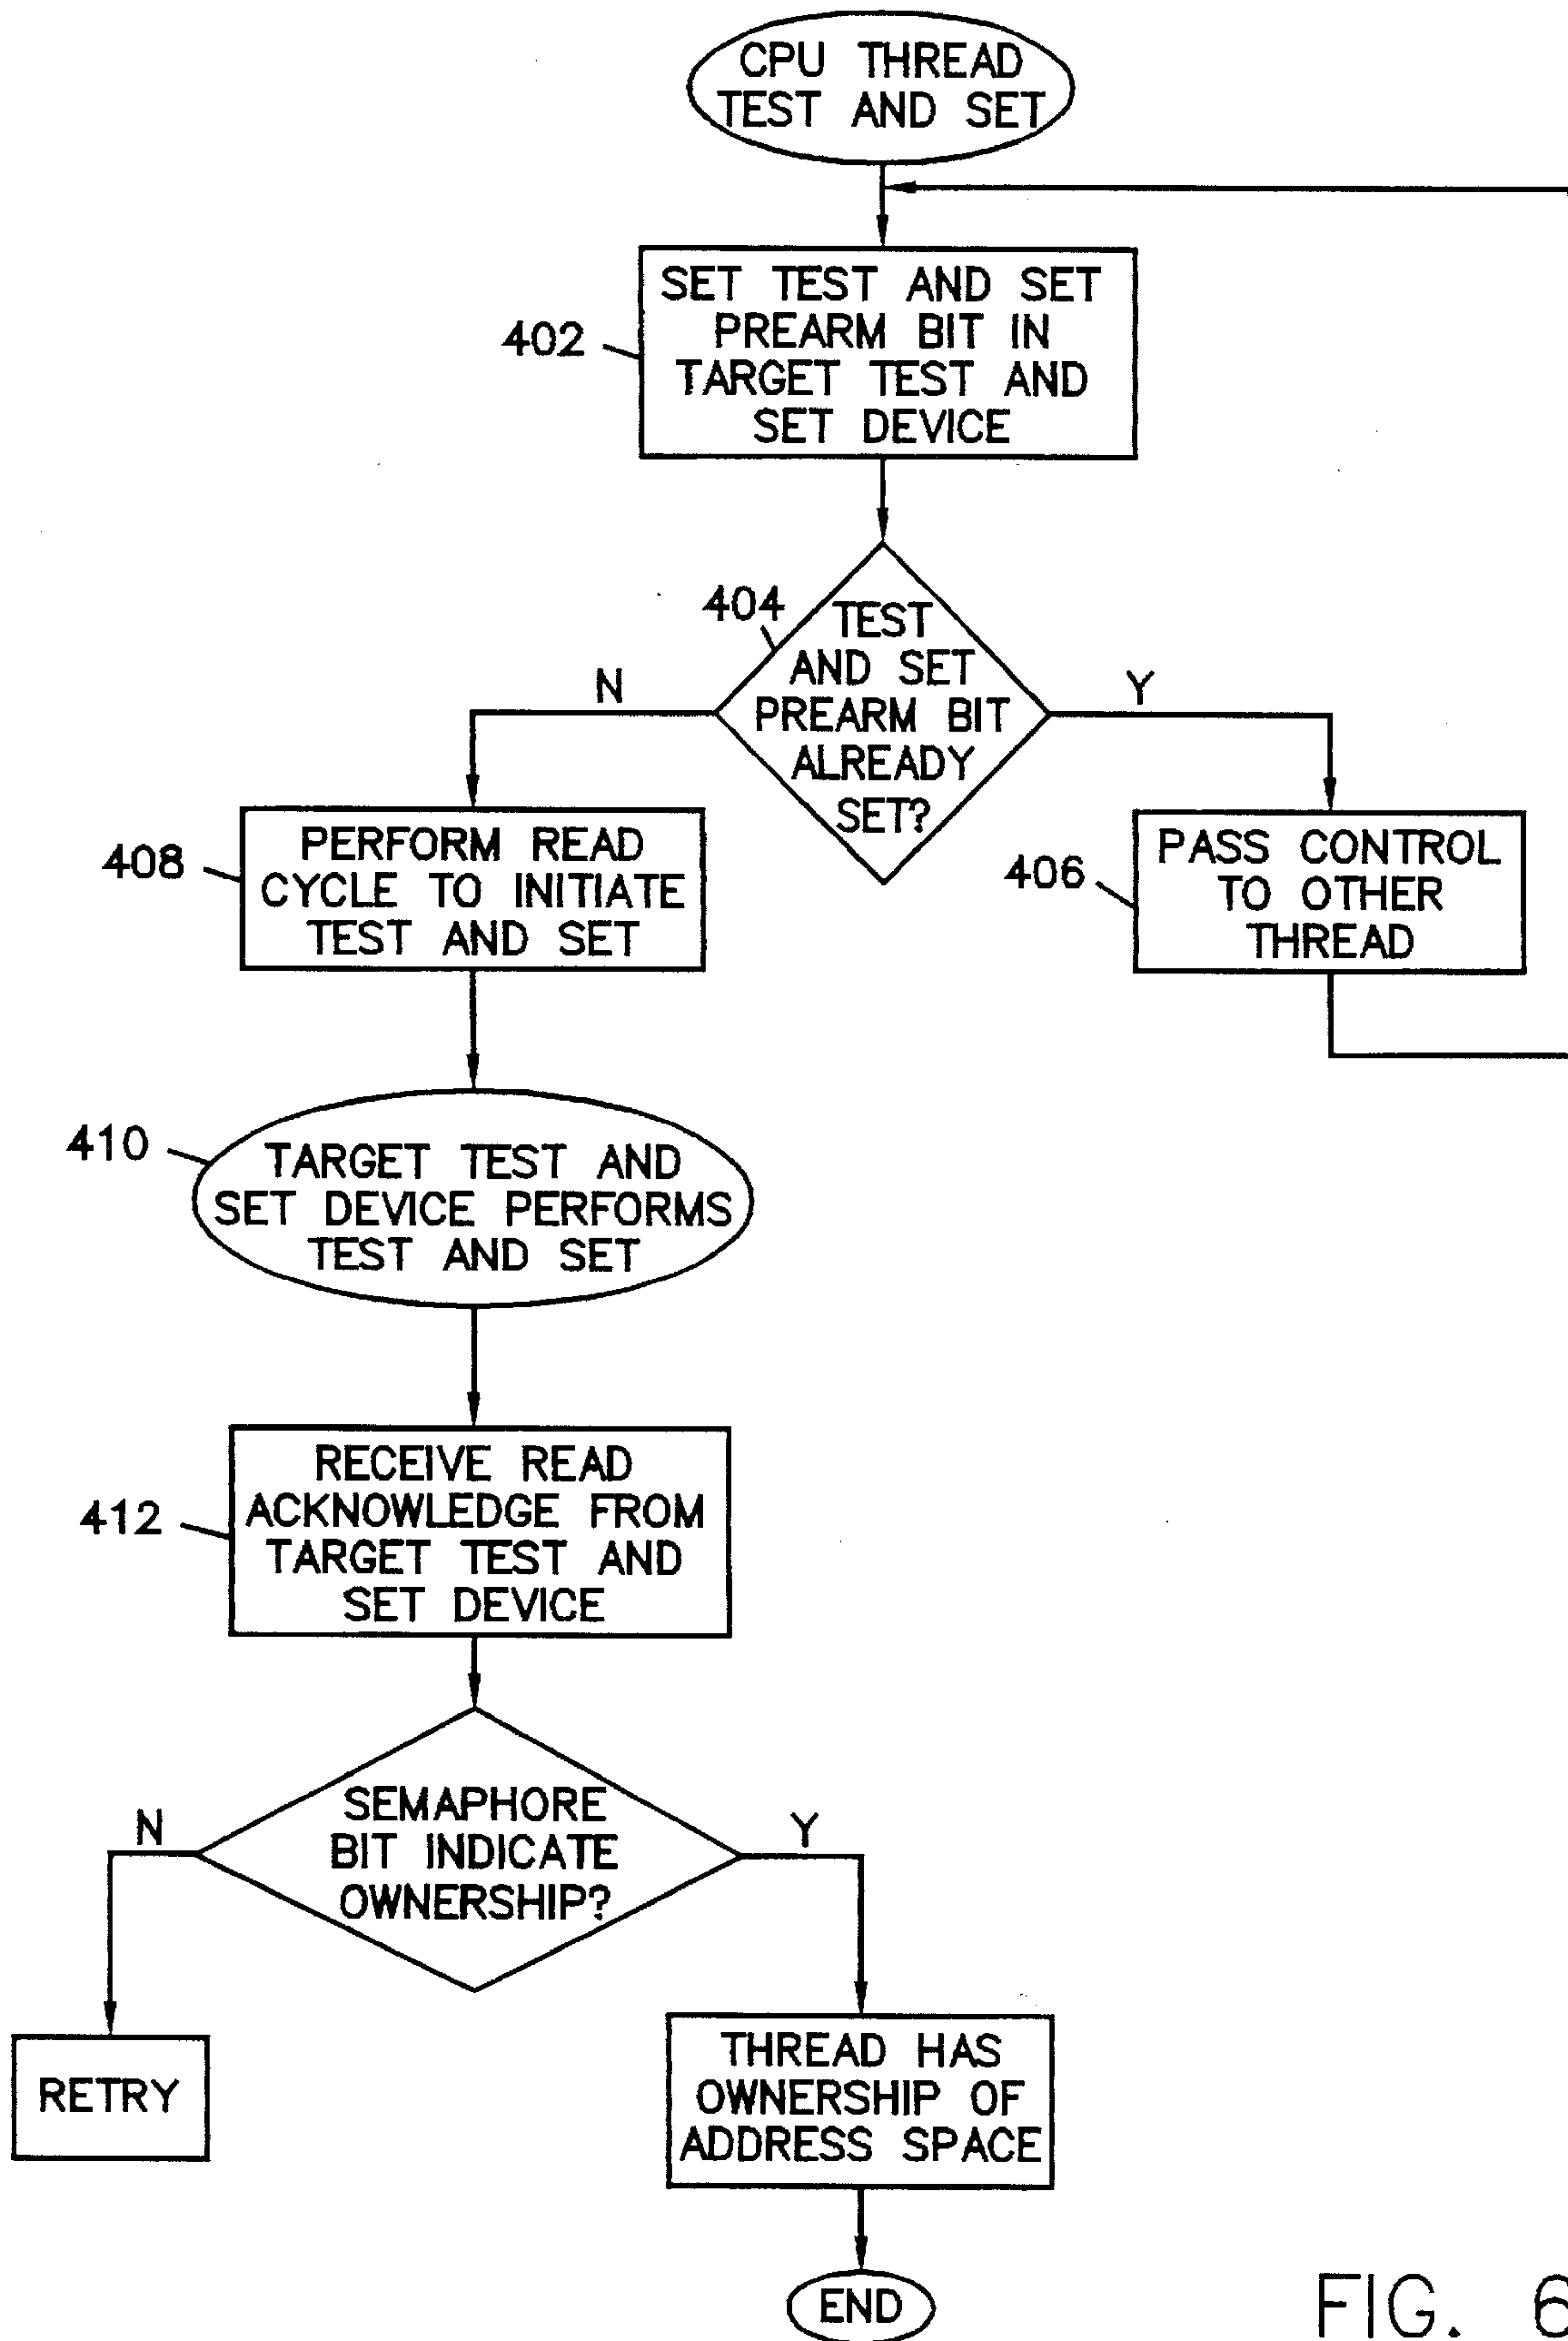 CPU THREAD
TEST AND SET
SET TEST AND SET
PREARM BIT IN
TARGET TEST AND
SET DEVICE
402
404
TEST
AND SET
PREARM BIT
ALREADY
SET?
N
Y
408
PERFORM READ
CYCLE TO INITIATE
TEST AND SET
406
PASS CONTROL
TO OTHER
THREAD
410
TARGET TEST AND
SET DEVICE PERFORMS
TEST AND SET
412
RECEIVE READ
ACKNOWLEDGE FROM
TARGET TEST AND
SET DEVICE
SEMAPHORE
BIT INDICATE
OWNERSHIP?
N
Y
RETRY
THREAD HAS
OWNERSHIP OF
ADDRESS SPACE
END
FIG. 6